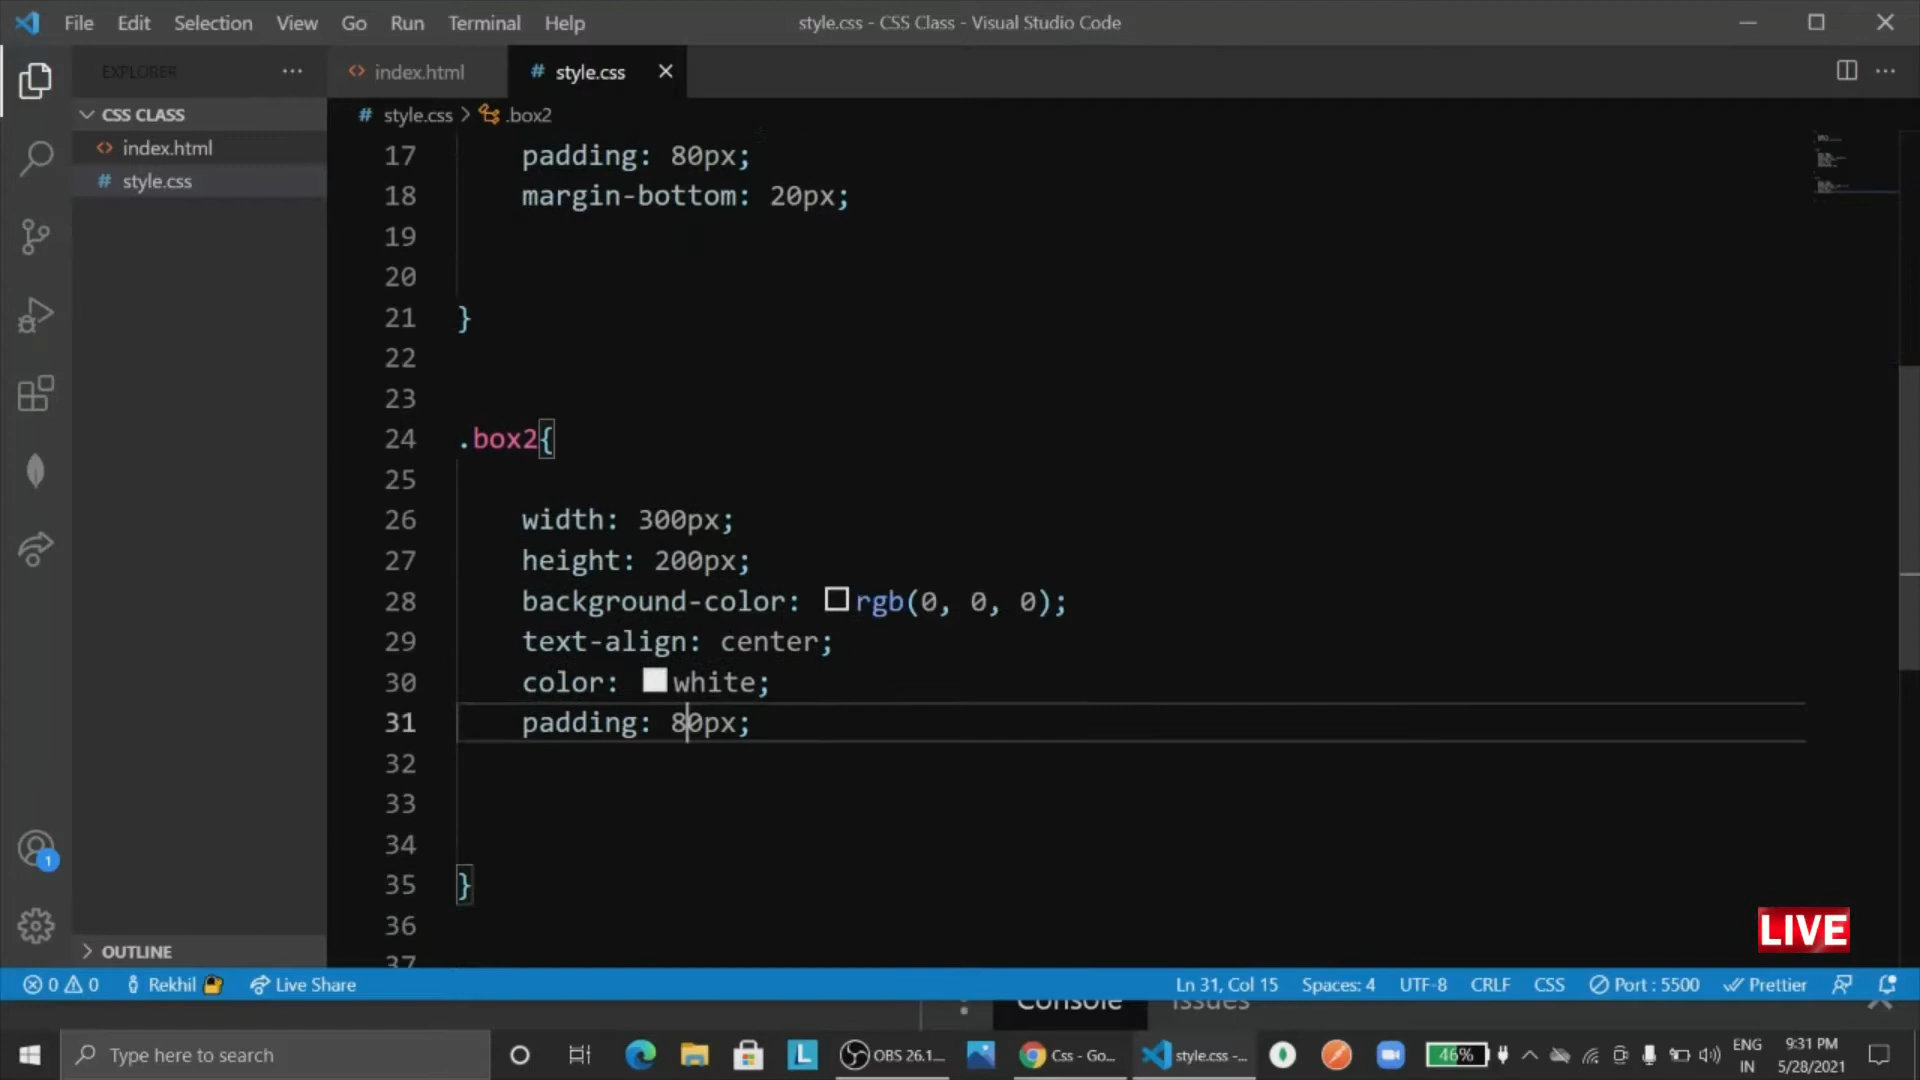 File Edit Selection View Go Run Terminal Help
style.css - CSS Class - Visual Studio Code
EXPLORER
index.html
# style.css
CSS CLASS
index.html
# style.css
# style.css > .box2
17 padding: 80px;
18 margin-bottom: 20px;
19
20
21 }
22
23
24 .box2{
25
26 width: 300px;
27 height: 200px;
28 background-color: rgb(0, 0, 0);
29 text-align: center;
30 color: white;
31 padding: 80px;
32
33
34
35 }
36
37
1
OUTLINE
LIVE
0 0 Rekhil Live Share
Ln 31, Col 15 Spaces: 4 UTF-8 CRLF CSS Port : 5500 Prettier
Console Issues
Type here to search
L
OBS 26.1...
Css - Go...
style.css -...
46%
ENG
IN
9:31 PM
5/28/2021